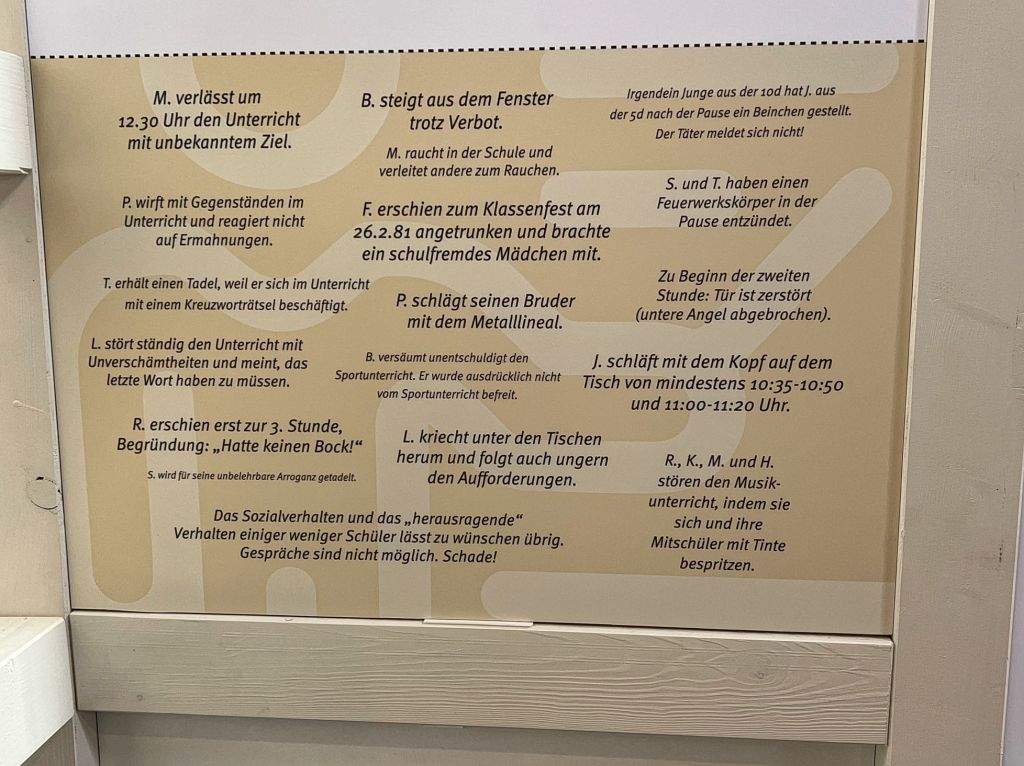 M. verlässt um
12.30 Uhr den Unterricht
mit unbekanntem Ziel.
P. wirft mit Gegenständen im
Unterricht und reagiert nicht
auf Ermahnungen.
T. erhält einen Tadel, weil er sich im Unterricht
mit einem Kreuzworträtsel beschäftigt.
L. stört ständig den Unterricht mit
Unverschämtheiten und meint, das
letzte Wort haben zu müssen.
R. erschien erst zur 3. Stunde,
Begründung: „Hatte keinen Bock!“
S. wird für seine unbelehrbare Arroganz getadelt.
B. steigt aus dem Fenster
trotz Verbot.
M. raucht in der Schule und
verleitet andere zum Rauchen.
F. erschien zum Klassenfest am
26.2.81 angetrunken und brachte
ein schulfremdes Mädchen mit.
P. schlägt seinen Bruder
mit dem Metalllineal.
B. versäumt unentschuldigt den
Sportunterricht. Er wurde ausdrücklich nicht
vom Sportunterricht befreit.
L. kriecht unter den Tischen
herum und folgt auch ungern
den Aufforderungen.
Das Sozialverhalten und das „herausragende“
Verhalten einiger weniger Schüler lässt zu wünschen übrig.
Gespräche sind nicht möglich. Schade!
Irgendein Junge aus der 10d hat J. aus
der 5d nach der Pause ein Beinchen gestellt.
Der Täter meldet sich nicht!
S. und T. haben einen
Feuerwerkskörper in der
Pause entzündet.
Zu Beginn der zweiten
Stunde: Tür ist zerstört
(untere Angel abgebrochen).
J. schläft mit dem Kopf auf dem
Tisch von mindestens 10:35-10:50
und 11:00-11:20 Uhr.
R., K., M. und H.
stören den Musik-
unterricht, indem sie
sich und ihre
Mitschüler mit Tinte
bespritzen.